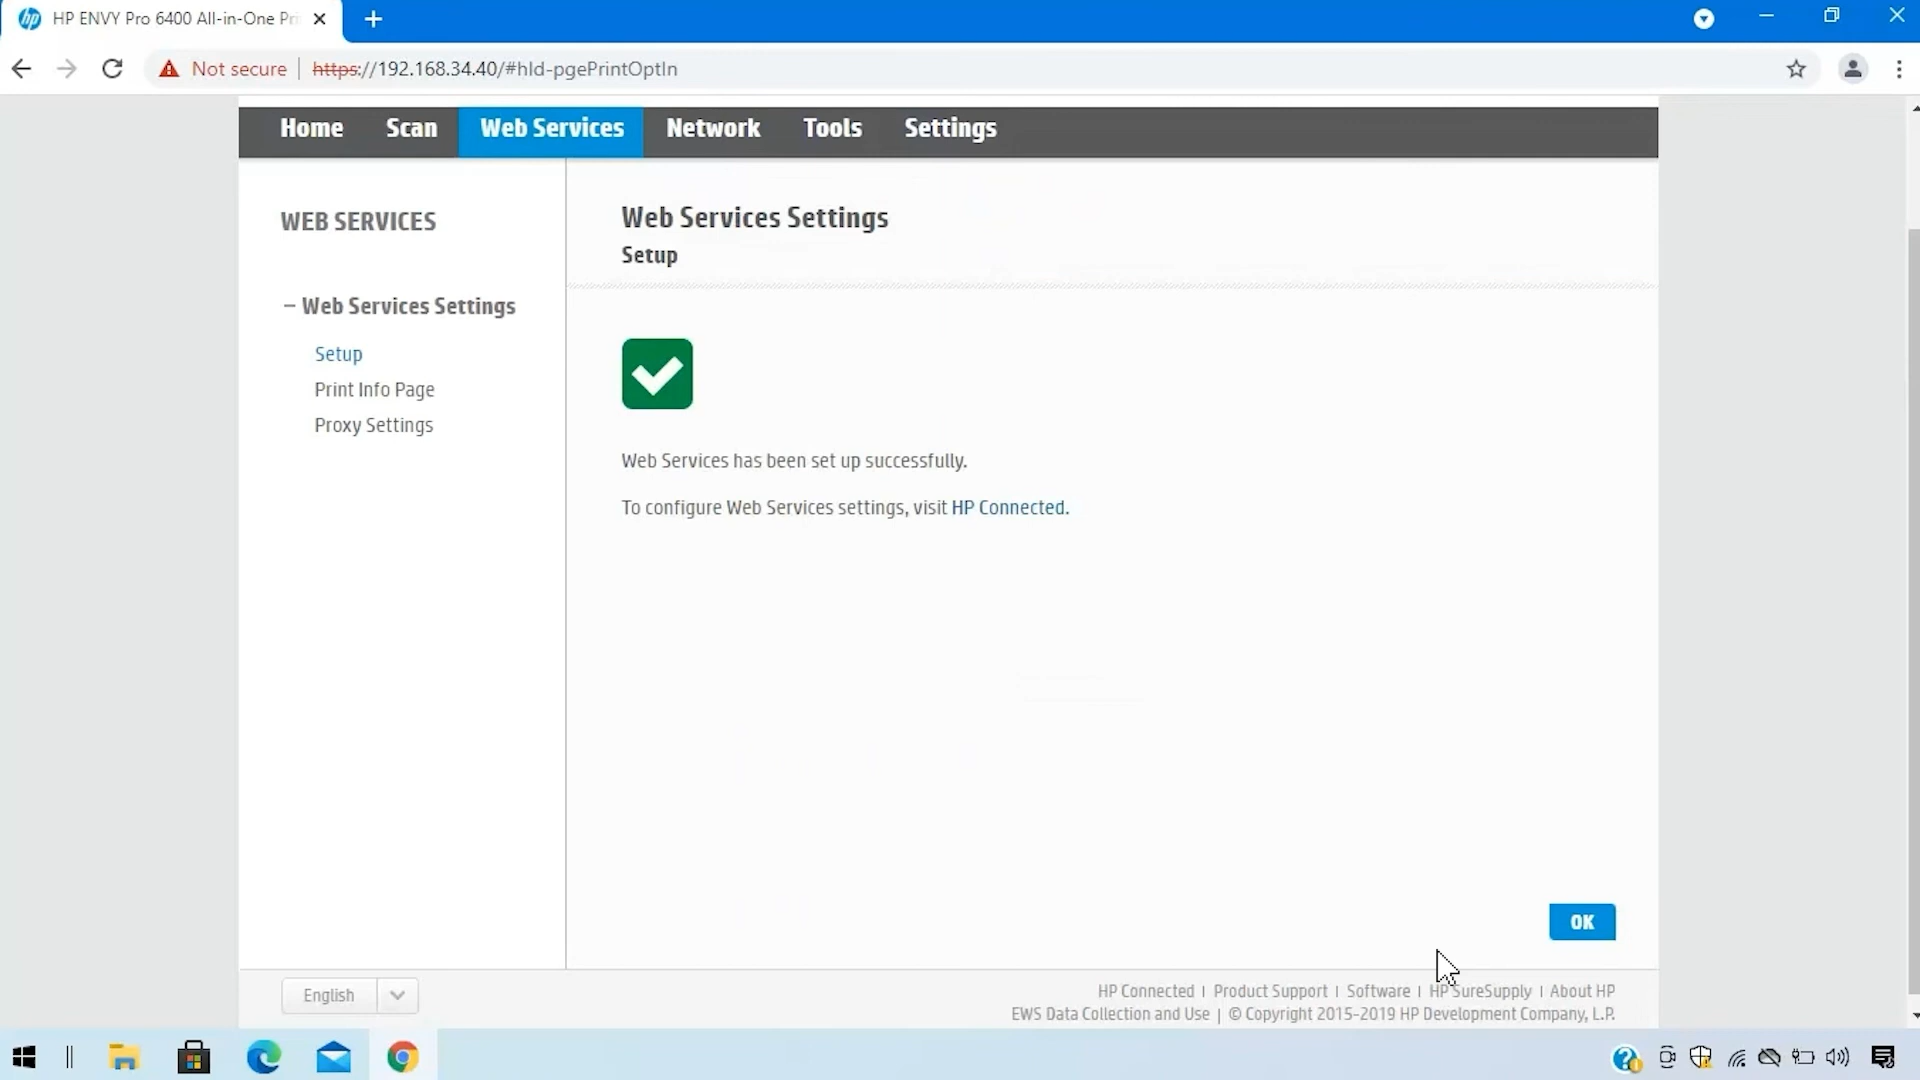 HP ENVY Pro 6400 All-in-One Pri
Not secure | https://192.168.34.40/#hId-pgePrintOptIn
Home Scan Web Services Network Tools Settings
WEB SERVICES
– Web Services Settings
Setup
Print Info Page
Proxy Settings
Web Services Settings
Setup
Web Services has been set up successfully.
To configure Web Services settings, visit HP Connected.
OK
English
HP Connected | Product Support | Software | HP SureSupply | About HP
EWS Data Collection and Use | © Copyright 2015-2019 HP Development Company, L.P.